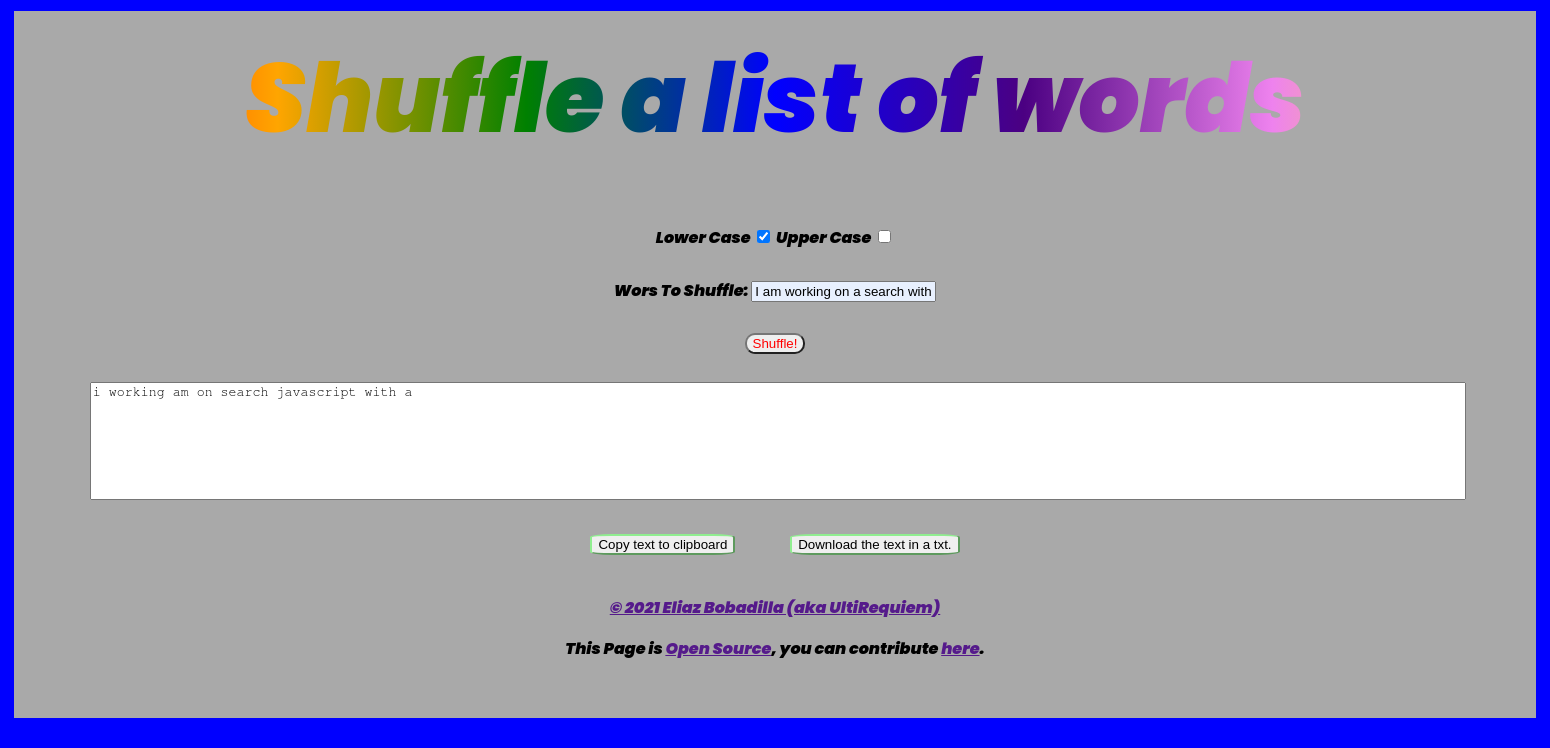 Shuffle a list of words
Lower Case Upper Case
Wors To Shuffle: I am working on a search with
Shuffle!
i working am on search javascript with a
Copy text to clipboard Download the text in a txt.
© 2021 Eliaz Bobadilla (aka UltiRequiem)
This Page is Open Source, you can contribute here.